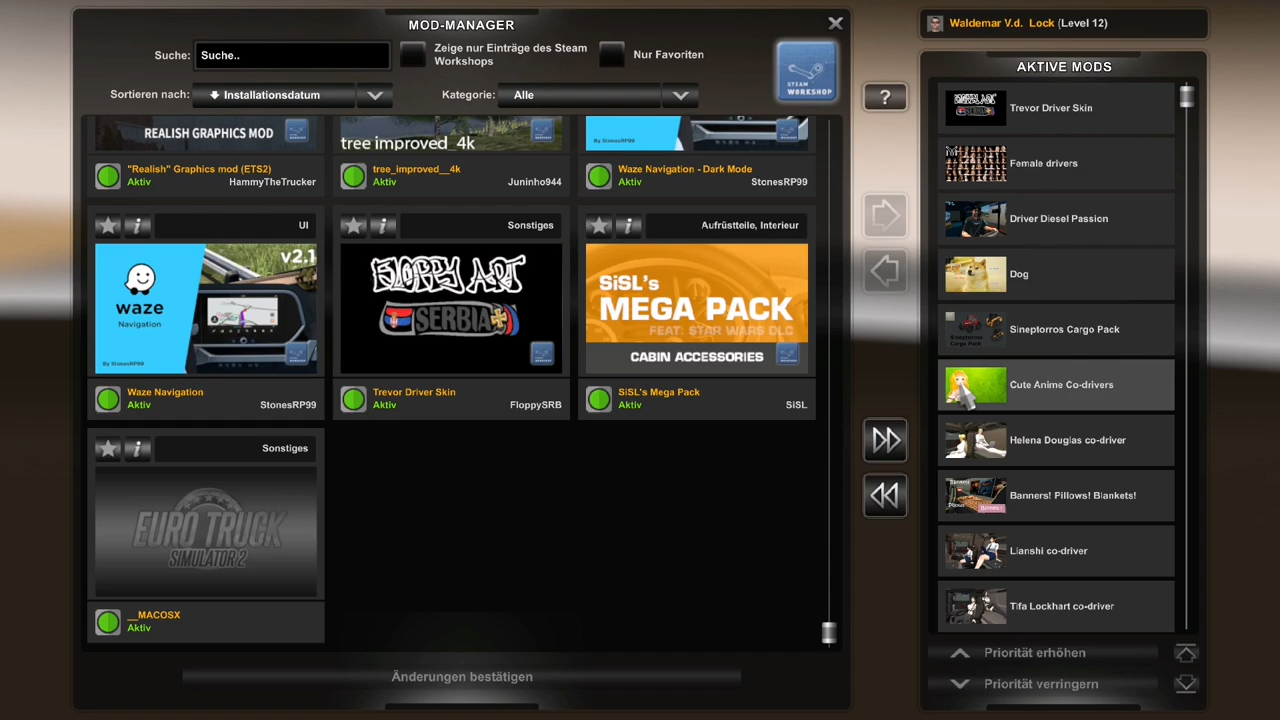 MOD-MANAGER
Suche:
Suche..
Zeige nur Einträge des Steam
Workshops
Nur Favoriten
STEAM
WORKSHOP
Sortieren nach:
Installationsdatum
Kategorie:
Alle
?
REALISH GRAPHICS MOD
tree improved 4k
By StonesRP99
"Realish" Graphics mod (ETS2)
Aktiv
HammyTheTrucker
tree_improved__4k
Aktiv
Juninho944
Waze Navigation - Dark Mode
Aktiv
StonesRP99
UI
v2.1
waze
Navigation
By StonesRP99
Waze Navigation
Aktiv
StonesRP99
Sonstiges
FLOPPY ART
SERBIA
Trevor Driver Skin
Aktiv
FloppySRB
Aufrüstteile, Interieur
SiSL's
MEGA PACK
FEAT. STAR WARS DLC
CABIN ACCESSORIES
SiSL's Mega Pack
Aktiv
SiSL
Sonstiges
EURO TRUCK
SIMULATOR 2
__MACOSX
Aktiv
Änderungen bestätigen
Waldemar V.d. Lock (Level 12)
AKTIVE MODS
Trevor Driver Skin
Female drivers
Driver Diesel Passion
Dog
Sineptorros Cargo Pack
Sineptorros
Cargo Pack
Cute Anime Co-drivers
Helena Douglas co-driver
Banners! Pillows! Blankets!
Lianshi co-driver
Tifa Lockhart co-driver
Priorität erhöhen
Priorität verringern